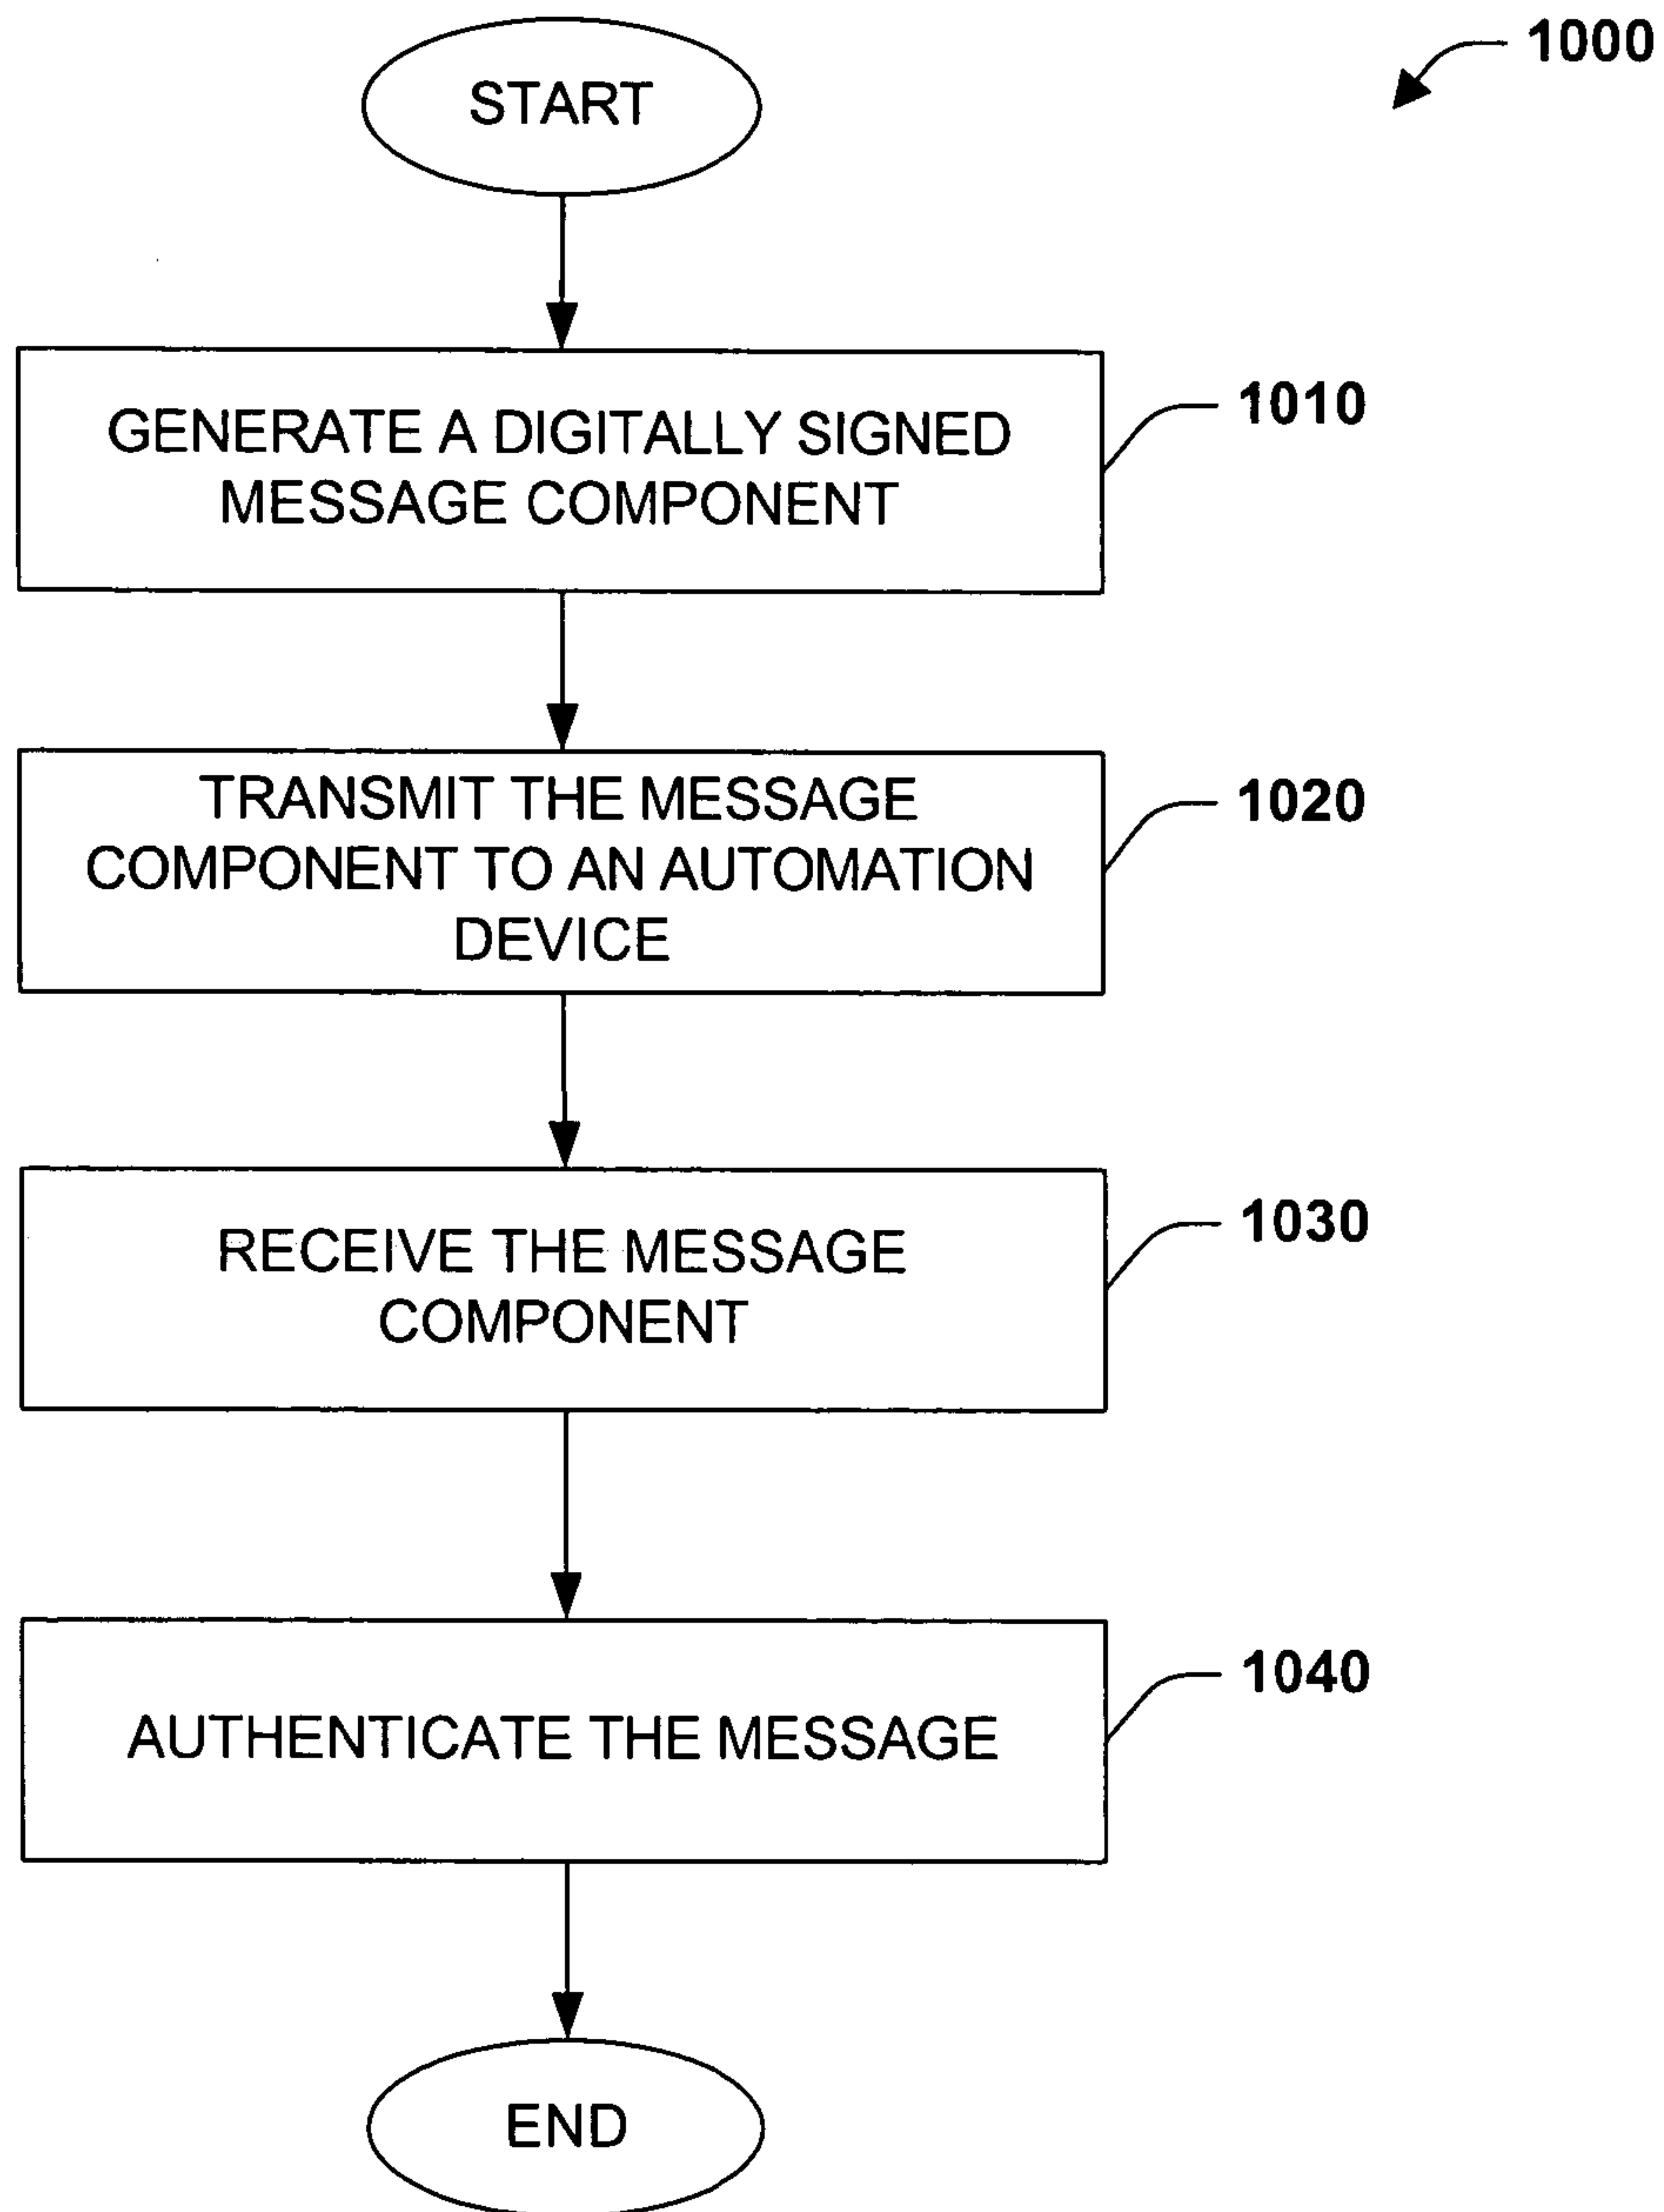 START
1000
GENERATE A DIGITALLY SIGNED
MESSAGE COMPONENT
1010
TRANSMIT THE MESSAGE
COMPONENT TO AN AUTOMATION
DEVICE
1020
RECEIVE THE MESSAGE
COMPONENT
1030
AUTHENTICATE THE MESSAGE
1040
END